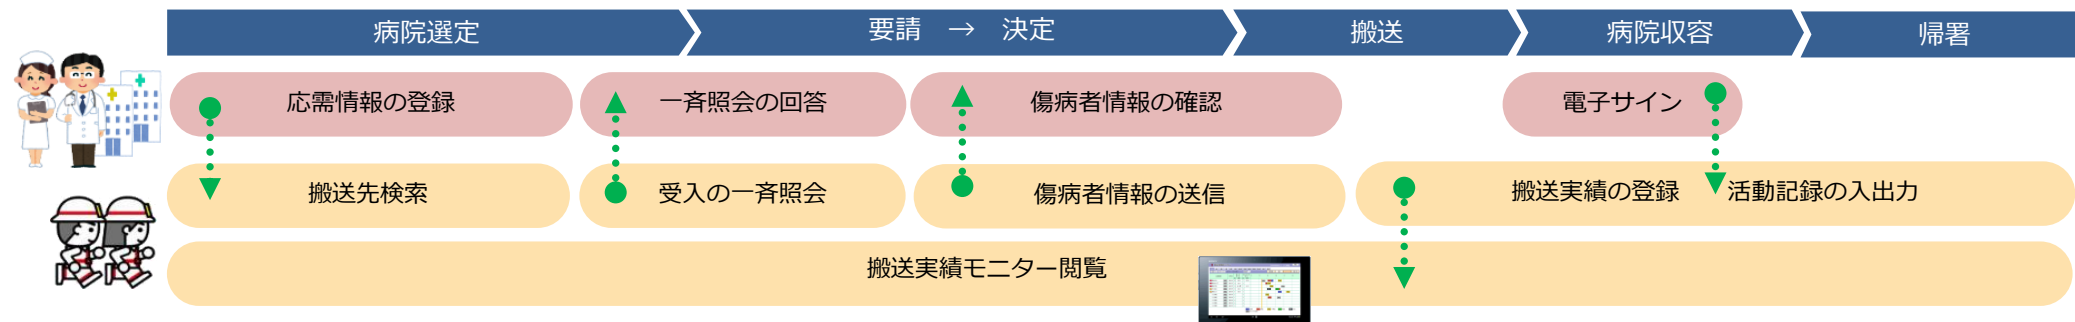 病院選定
要請　→　決定
搬送
病院収容
帰署
応需情報の登録
一斉照会の回答
傷病者情報の確認
電子サイン
搬送先検索
受入の一斉照会
傷病者情報の送信
搬送実績の登録
活動記録の入出力
搬送実績モニター閲覧